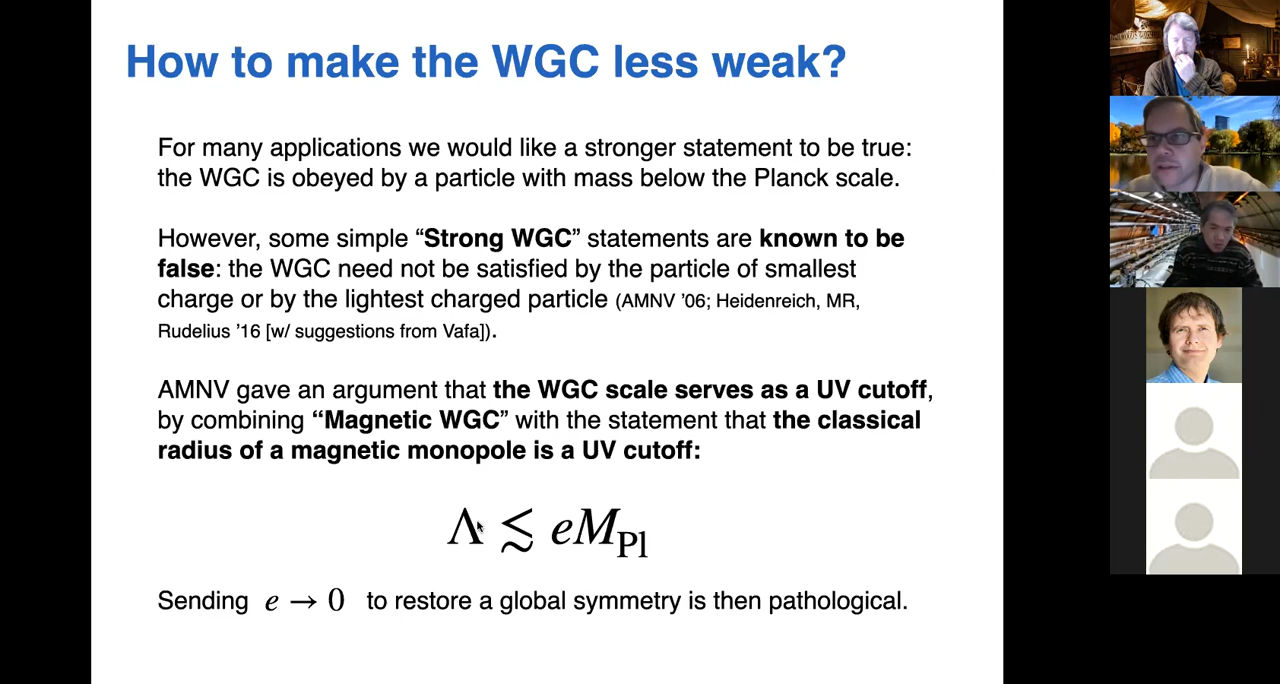 How to make the WGC less weak?
For many applications we would like a stronger statement to be true:
the WGC is obeyed by a particle with mass below the Planck scale.
However, some simple “Strong WGC” statements are known to be
false: the WGC need not be satisfied by the particle of smallest
charge or by the lightest charged particle (AMNV ’06; Heidenreich, MR,
Rudelius ’16 [w/ suggestions from Vafa]).
AMNV gave an argument that the WGC scale serves as a UV cutoff,
by combining “Magnetic WGC” with the statement that the classical
radius of a magnetic monopole is a UV cutoff:
Λ ≲ eM_Pl
Sending e → 0 to restore a global symmetry is then pathological.